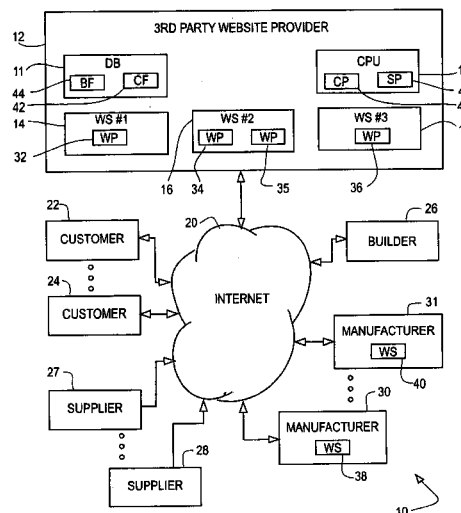 3RD PARTY WEBSITE PROVIDER
12
DB
CPU
11
BF
CF
CP
SP
44
42
WS #1
WS #2
WS #3
14
WP
WP
WP
WP
32
16
34
35
36
22
20
26
CUSTOMER
BUILDER
INTERNET
24
31
CUSTOMER
MANUFACTURER
WS
27
40
SUPPLIER
30
MANUFACTURER
28
WS
SUPPLIER
38
10